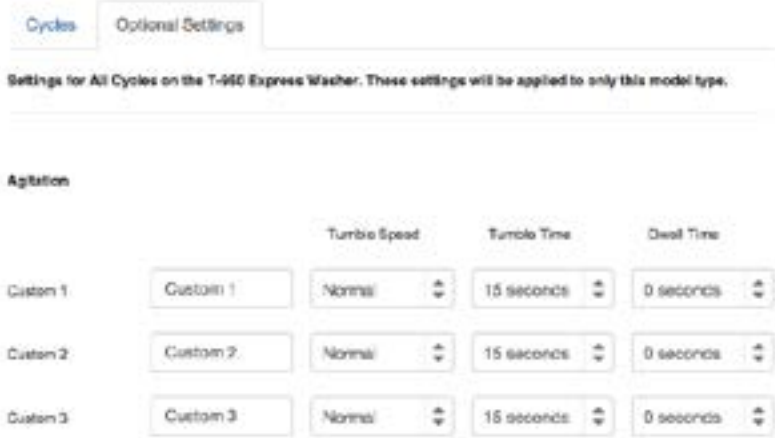 Cycles Optional Settings
Settings for All Cycles on the T-950 Express Washer. These settings will be applied to only this model type.
Agitation
Tumble Speed Tumble Time Dwell Time
Custom 1 Custom 1 Normal 15 seconds 0 seconds
Custom 2 Custom 2 Normal 15 seconds 0 seconds
Custom 3 Custom 3 Normal 15 seconds 0 seconds